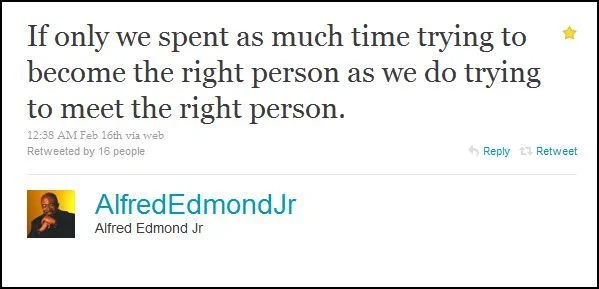 If only we spent as much time trying to
become the right person as we do trying
to meet the right person.
12:38 AM Feb 16th via web
Retweeted by 16 people
Reply Retweet
AlfredEdmondJr
Alfred Edmond Jr